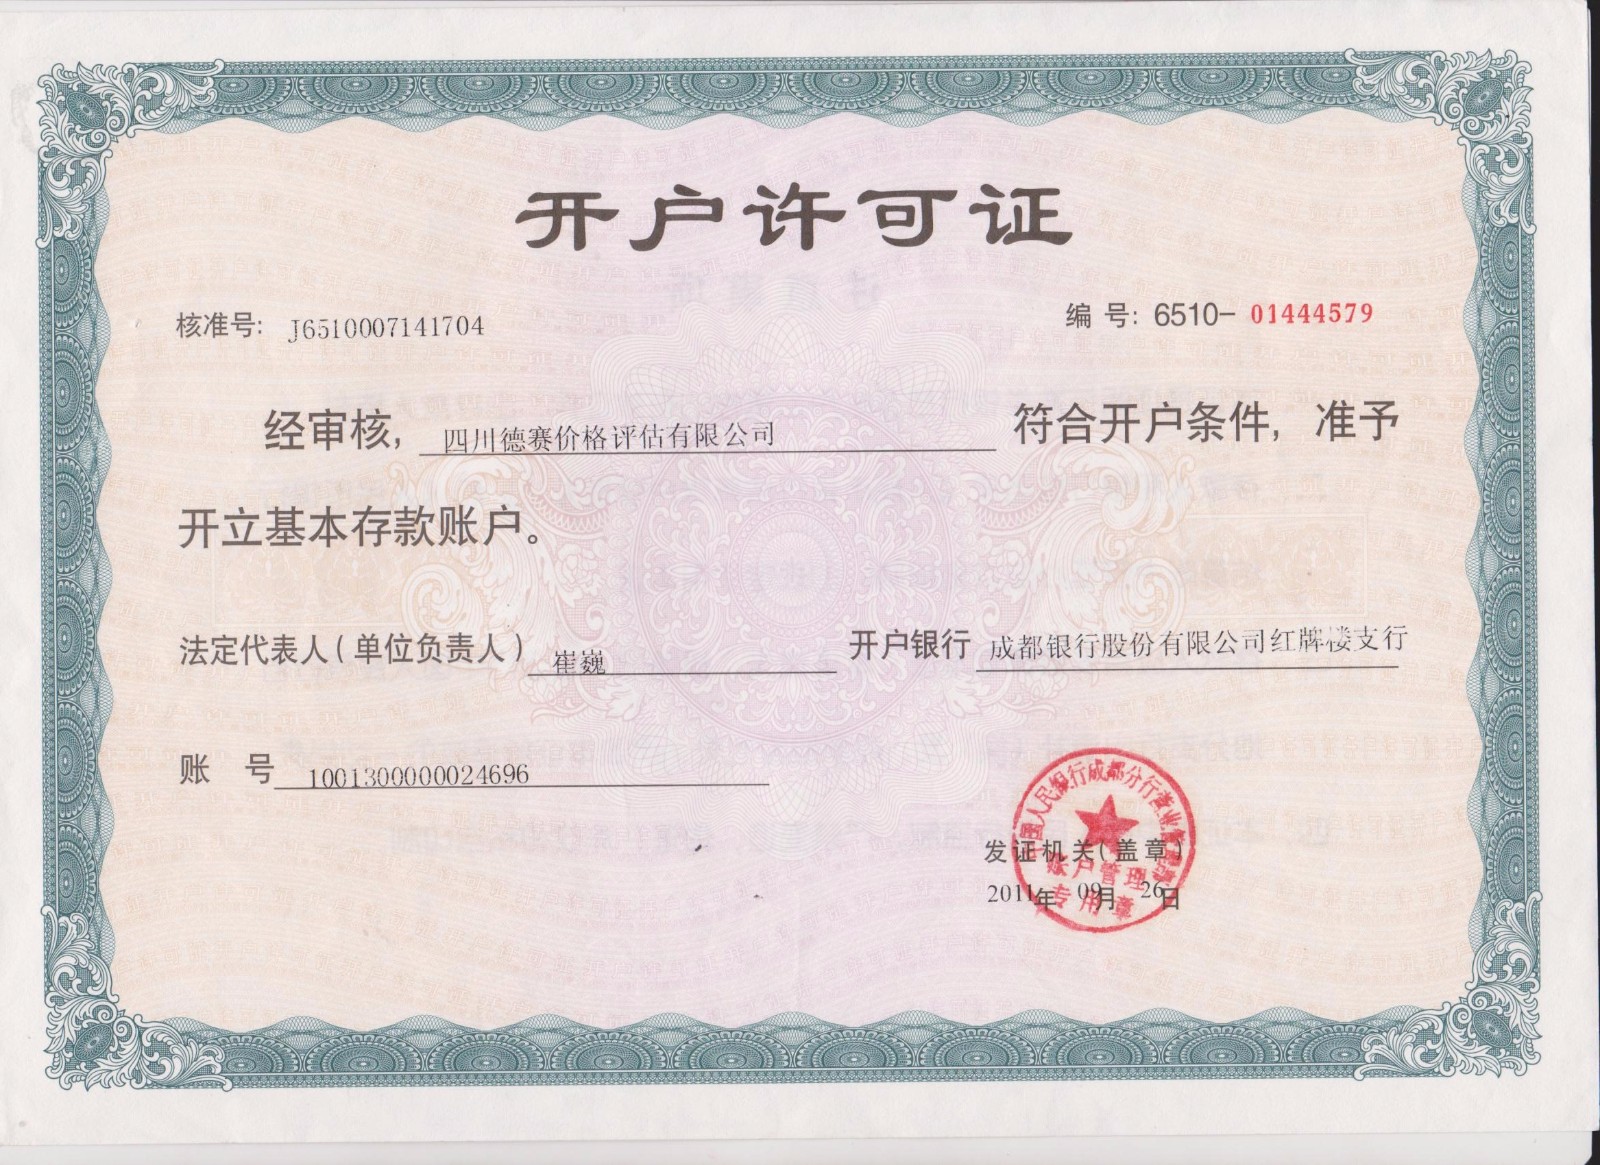 开户许可证
核准号: J6510007141704
编 号: 6510- 01444579
经审核, 四川德赛价格评估有限公司 符合开户条件, 准予
开立基本存款账户。
法定代表人(单位负责人) 崔巍 开户银行 成都银行股份有限公司红牌楼支行
账 号 1001300000024696
中国人民银行成都分行营业管理部
账户管理
专用章
发证机关(盖章)
2011年 09月 26日